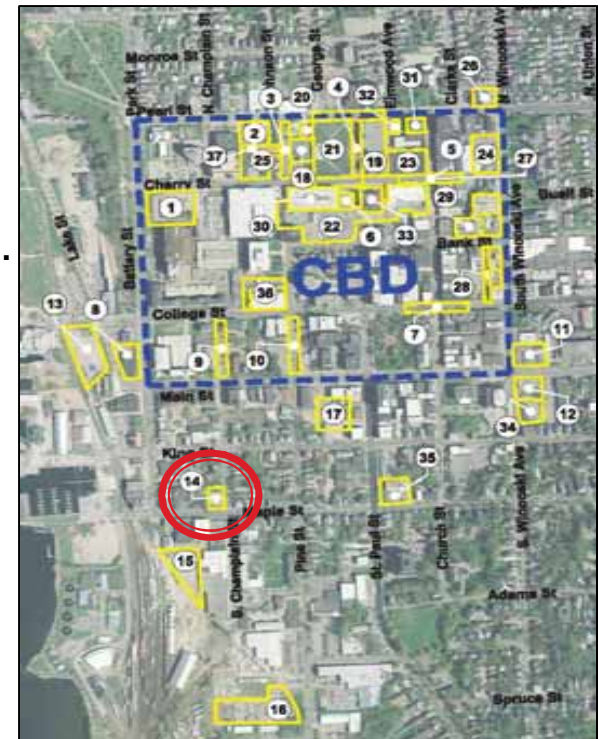 Monroe St
Park St
N. Champlain St
Johnson St
George St
Elmwood Ave
Clarke St
N. Winooski Ave
N. Union St
Pearl St
26
3
20
4
32
31
2
37
25
21
19
23
5
24
27
18
Cherry St
1
29
Buell St
30
22
6
33
Bank St
South Winooski Ave
Lake St
Battery St
CBD
36
28
13
8
College St
7
9
10
11
Main St
17
34
12
King St
14
35
S. Winooski Ave
Maple St
S. Champlain St
Pine St
St. Paul St
Church St
15
Adams St
Spruce St
16